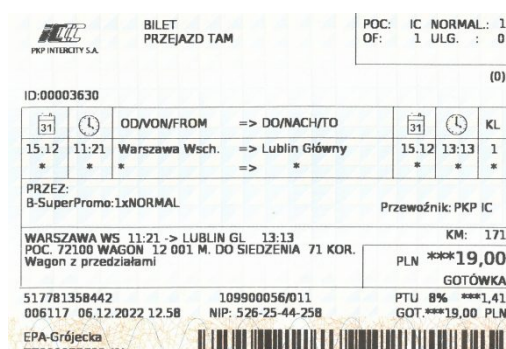 PKP INTERCITY S.A.
BILET
PRZEJAZD TAM
POC: IC NORMAL.: 1
OF: 1 ULG. : 0
(0)
ID:00003630
31 OD/VON/FROM => DO/NACH/TO 31 KL
15.12 11:21 Warszawa Wsch. => Lublin Główny 15.12 13:13 1
* * * => * * * *
PRZEZ:
B-SuperPromo:1xNORMAL
Przewoźnik: PKP IC
WARSZAWA WS 11:21 -> LUBLIN GL 13:13 KM: 171
POC. 72100 WAGON 12 001 M. DO SIEDZENIA 71 KOR.
Wagon z przedziałami
PLN ***19,00
GOTÓWKA
517781358442 109900056/011 PTU 8% ***1,41
006117 06.12.2022 12.58 NIP: 526-25-44-258 GOT.***19,00 PLN
EPA-Grójecka